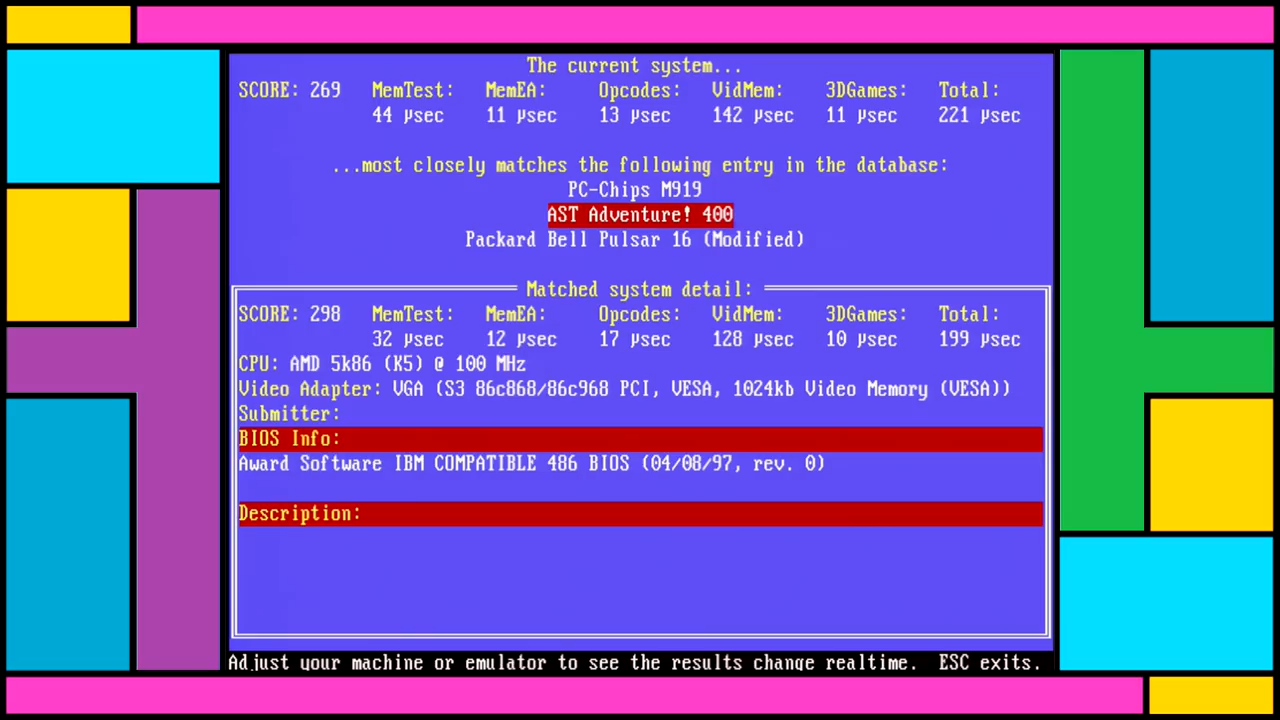 The current system...
SCORE: 269 MemTest: MemEA: Opcodes: VidMem: 3DGames: Total:
44 µsec 11 µsec 13 µsec 142 µsec 11 µsec 221 µsec
...most closely matches the following entry in the database:
PC-Chips M919
AST Adventure! 400
Packard Bell Pulsar 16 (Modified)
Matched system detail:
SCORE: 298 MemTest: MemEA: Opcodes: VidMem: 3DGames: Total:
32 µsec 12 µsec 17 µsec 128 µsec 10 µsec 199 µsec
CPU: AMD 5k86 (K5) @ 100 MHz
Video Adapter: VGA (S3 86c868/86c968 PCI, VESA, 1024kb Video Memory (VESA))
Submitter:
BIOS Info:
Award Software IBM COMPATIBLE 486 BIOS (04/08/97, rev. 0)
Description:
Adjust your machine or emulator to see the results change realtime. ESC exits.